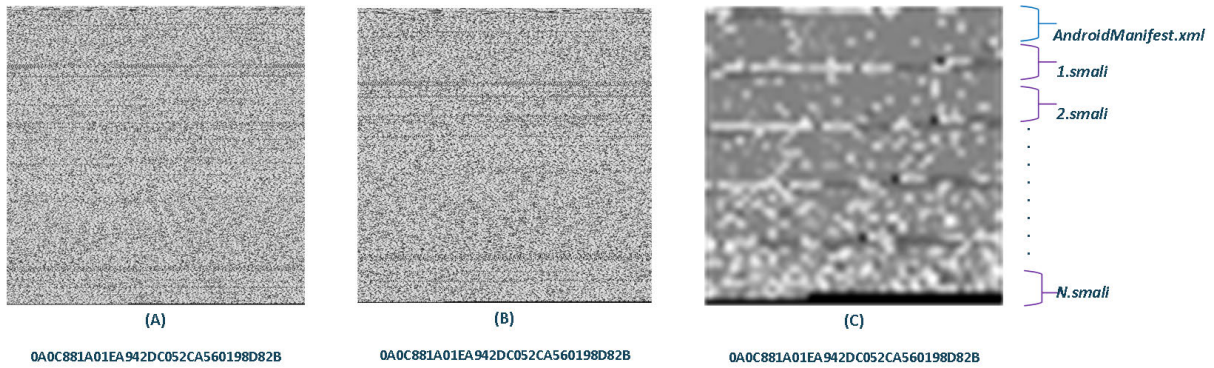 AndroidManifest.xml
1.smali
2.smali
N.smali
(A)
(B)
(C)
0A0C881A01EA942DC052CA560198D82B
0A0C881A01EA942DC052CA560198D82B
0A0C881A01EA942DC052CA560198D82B